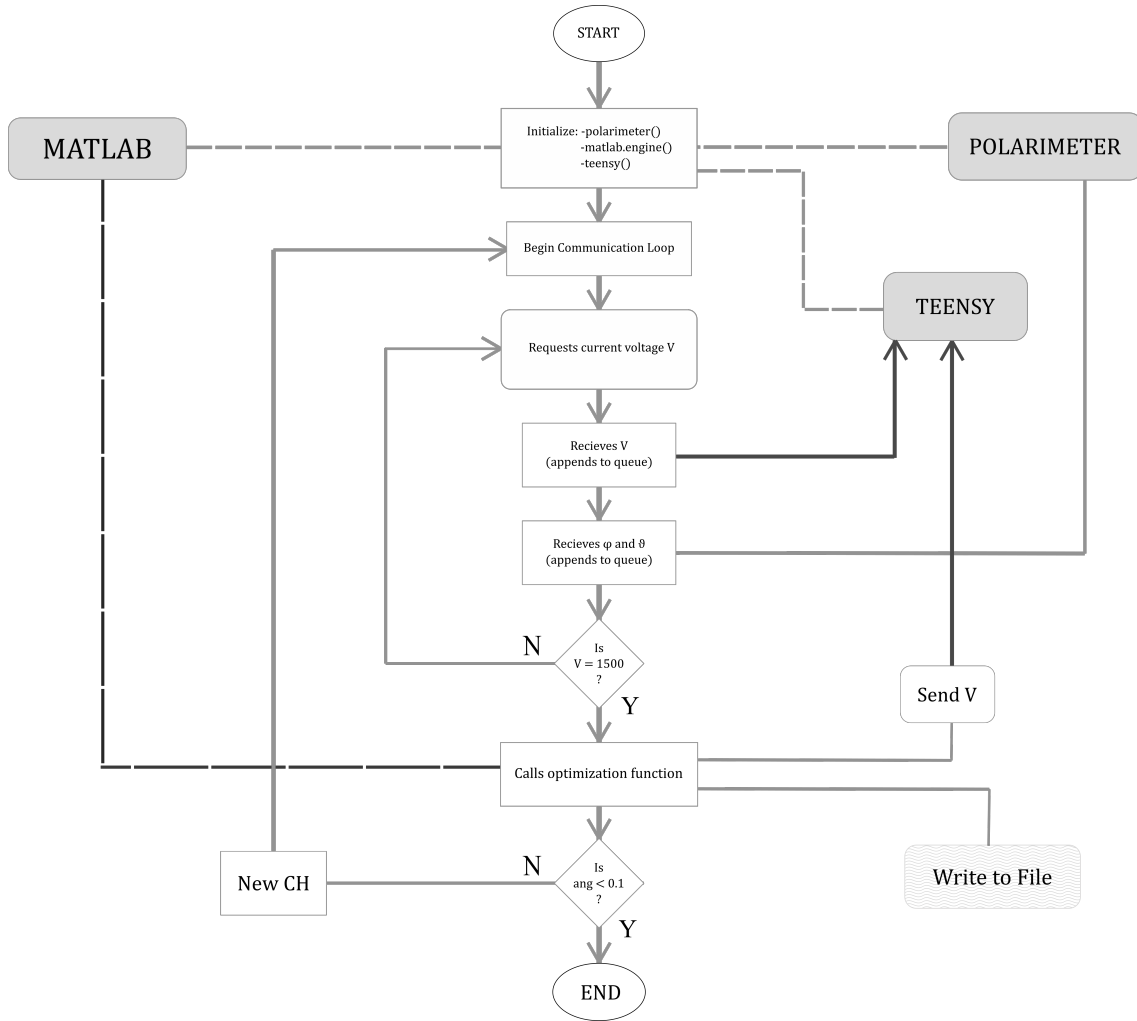 START
Initialize: -polarimeter()
-matlab.engine()
-teensy()
MATLAB
POLARIMETER
Begin Communication Loop
TEENSY
Requests current voltage V
Recieves V
(appends to queue)
Recieves φ and ϑ
(appends to queue)
Is
V = 1500
?
N
Y
Send V
Calls optimization function
Write to File
Is
ang < 0.1
?
N
Y
New CH
END